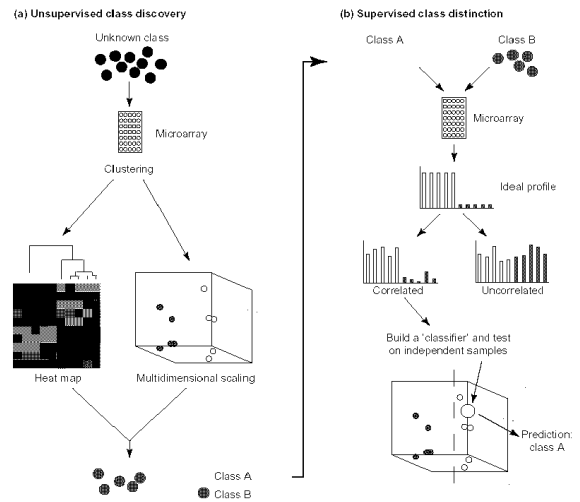 (a) Unsupervised class discovery
Unknown class
Microarray
Clustering
Heat map
Multidimensional scaling
Class A
Class B
(b) Supervised class distinction
Class A
Class B
Microarray
Ideal profile
Correlated
Uncorrelated
Build a 'classifier' and test
on independent samples
Prediction:
class A